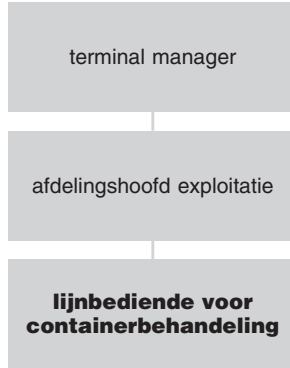 terminal manager
afdelingshoofd exploitatie
lijnbediende voor
containerbehandeling